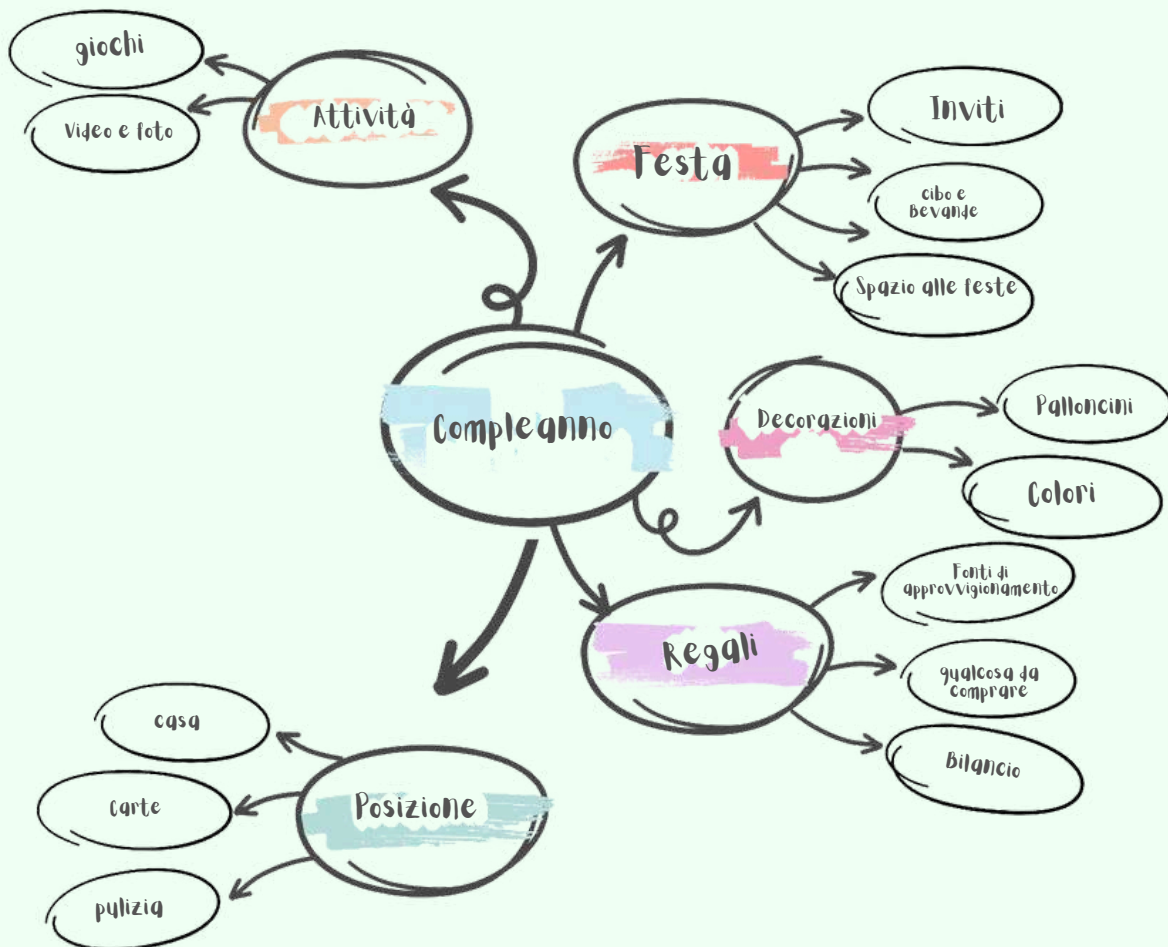 giochi
Video e foto
Attività
Festa
Inviti
cibo e
Bevande
Spazio alle feste
Compleanno
Decorazioni
Palloncini
Colori
Regali
Fonti di
approvvigionamento
qualcosa da
comprare
Bilancio
Posizione
casa
Carte
pulizia